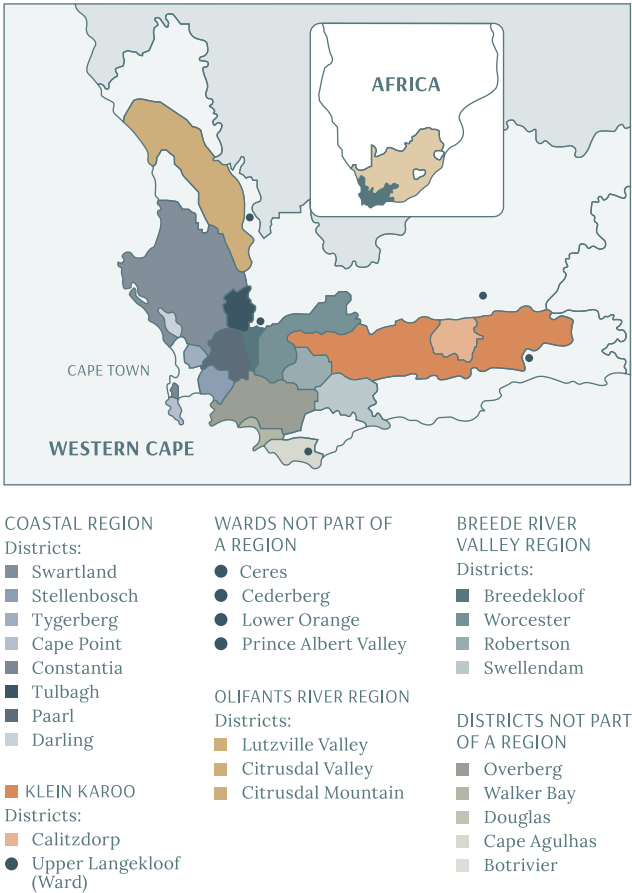 AFRICA
CAPE TOWN
WESTERN CAPE
COASTAL REGION
Districts:
Swartland
Stellenbosch
Tygerberg
Cape Point
Constantia
Tulbagh
Paarl
Darling
KLEIN KAROO
Districts:
Calitzdorp
Upper Langekloof
(Ward)
WARDS NOT PART OF
A REGION
Ceres
Cederberg
Lower Orange
Prince Albert Valley
OLIFANTS RIVER REGION
Districts:
Lutzville Valley
Citrusdal Valley
Citrusdal Mountain
BREEDE RIVER
VALLEY REGION
Districts:
Breedekloof
Worcester
Robertson
Swellendam
DISTRICTS NOT PART
OF A REGION
Overberg
Walker Bay
Douglas
Cape Agulhas
Botrivier